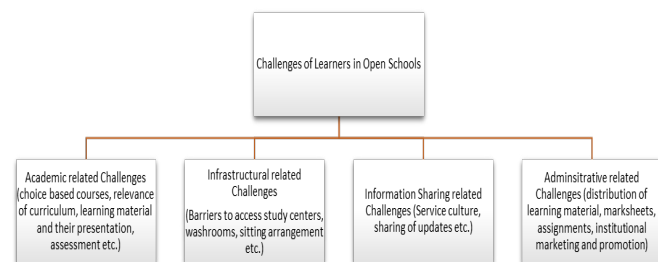 Challenges of Learners in Open Schools
Academic related Challenges
(choice based courses, relevance
of curriculum, learning material
and their presentation,
assessment etc.)
Infrastructural related
Challenges
(Barriers to access study centers,
washrooms, sitting arrangement
etc.)
Information Sharing related
Challenges (Service culture,
sharing of updates etc.)
Adminsitrative related
Challenges (distribution of
learning material, marksheets,
assignments, institutional
marketing and promotion)